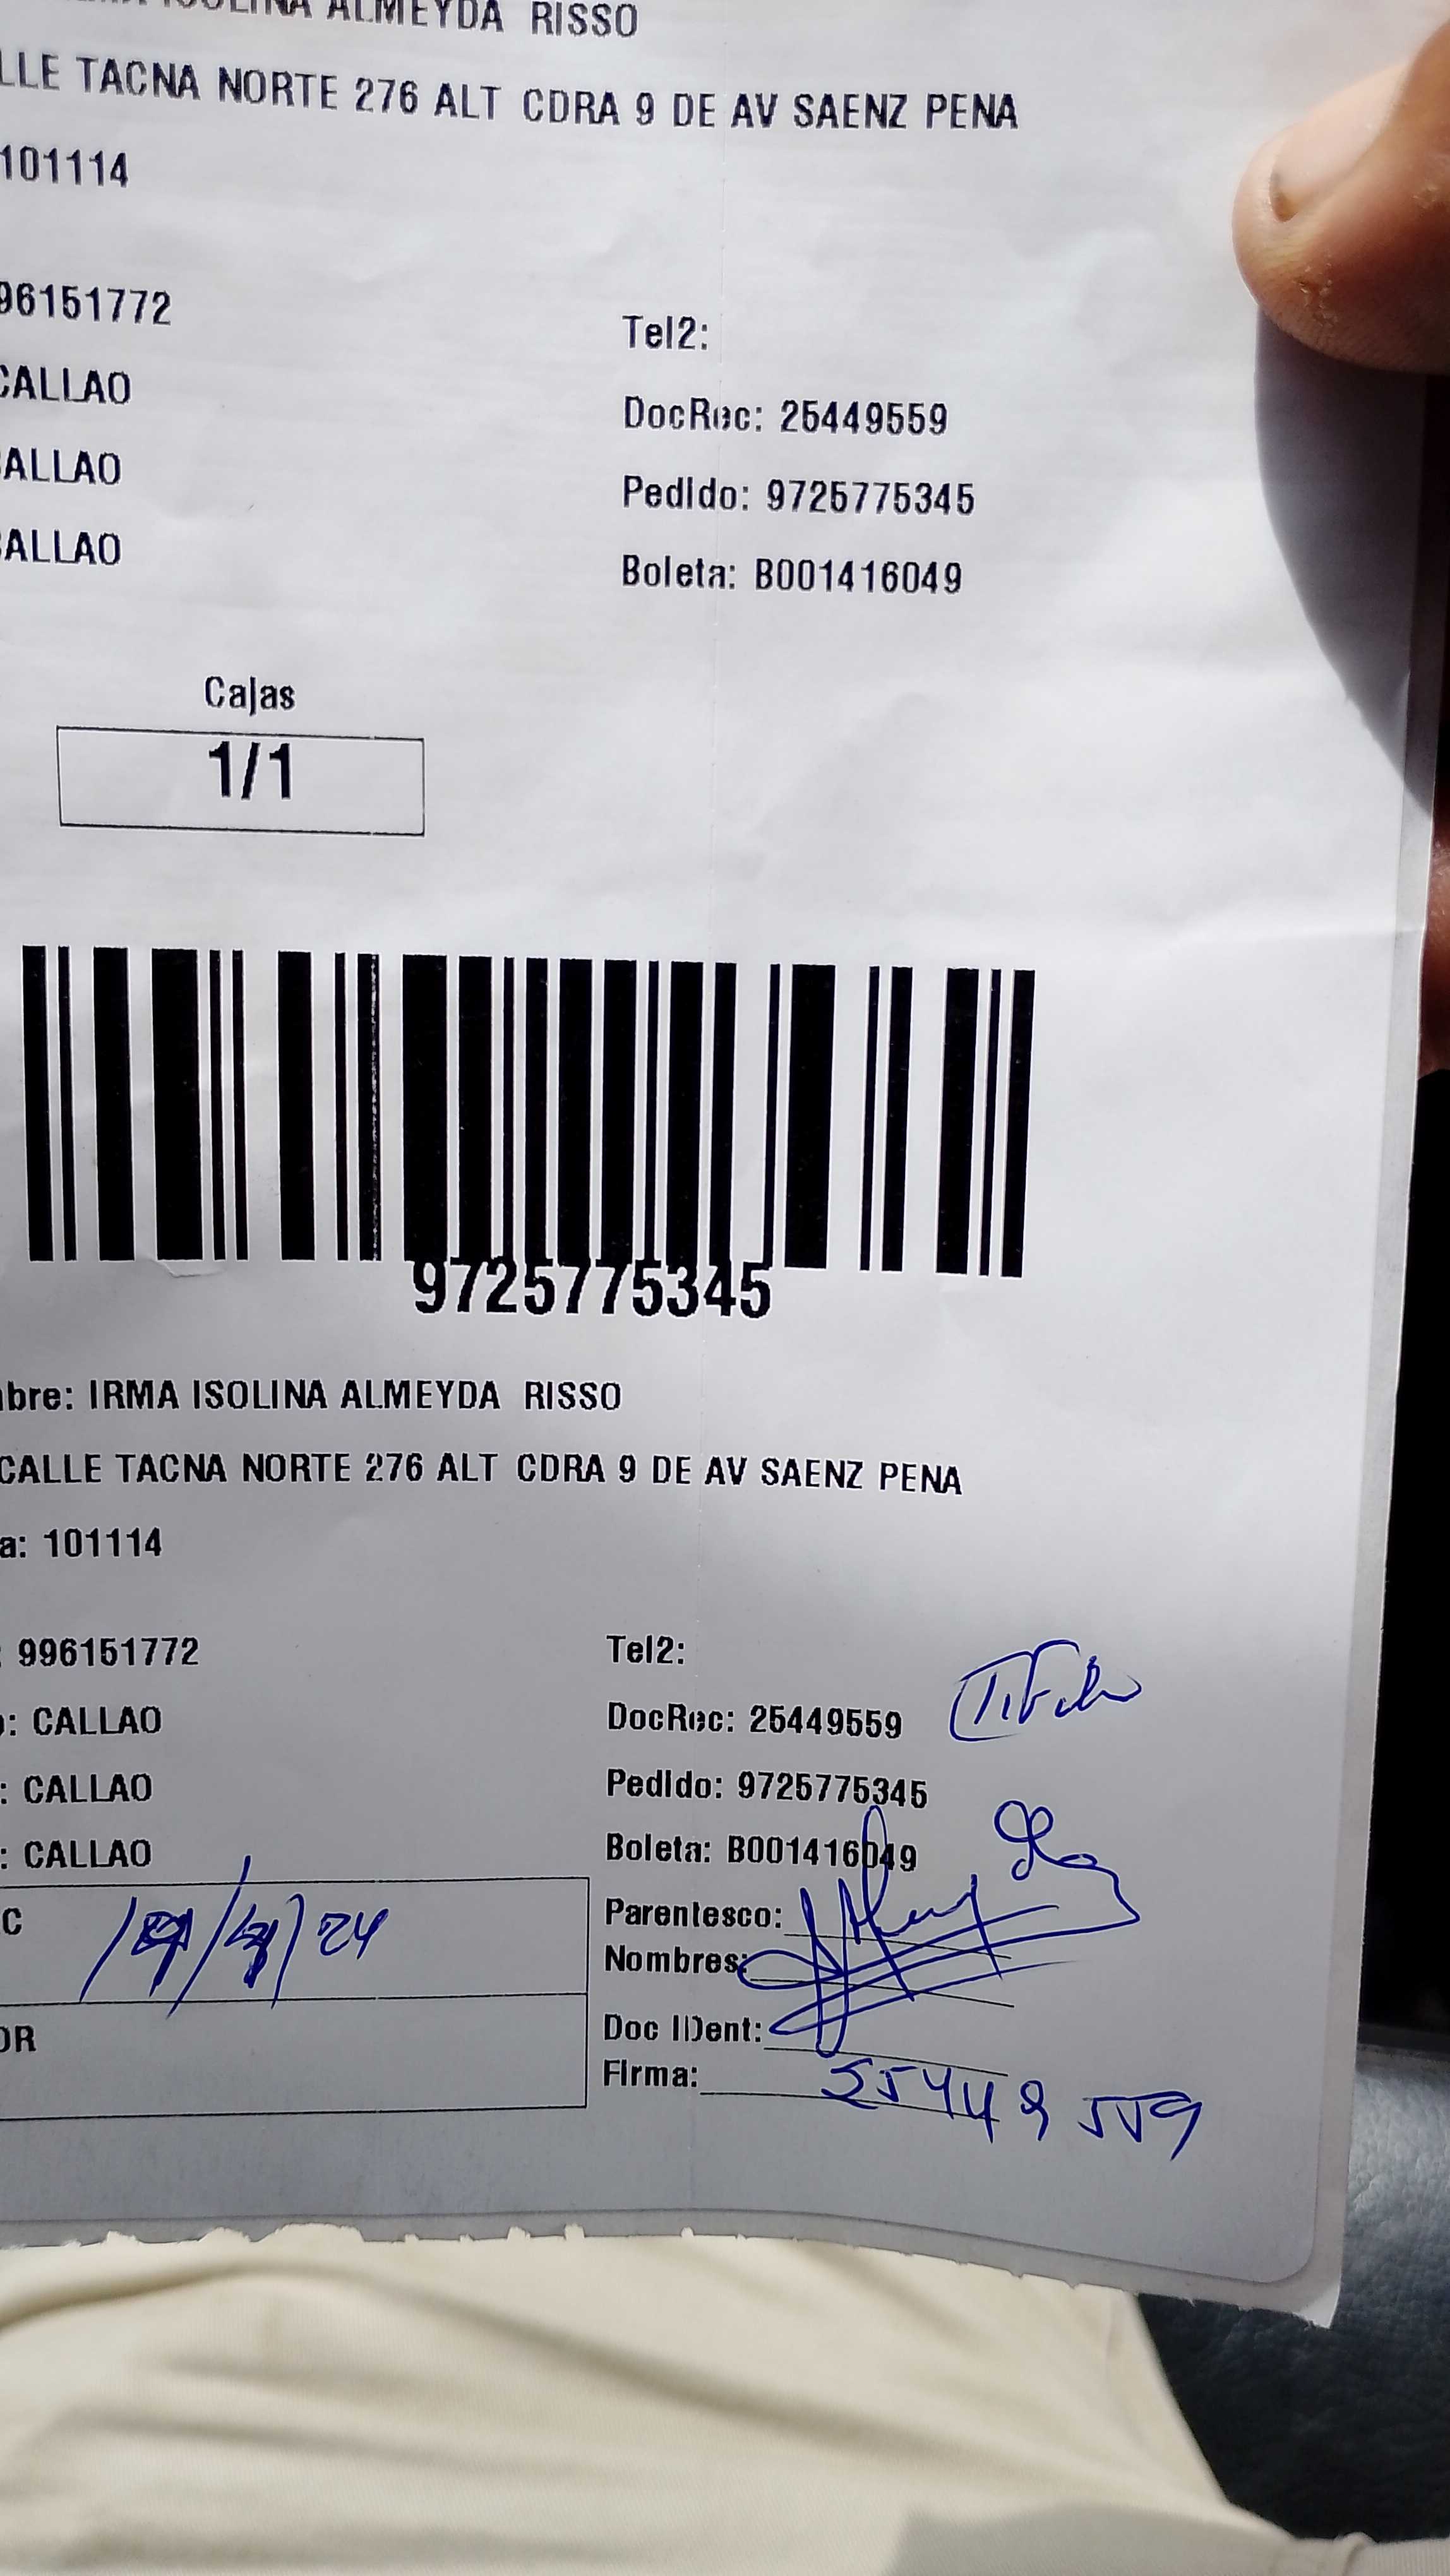 ISOLINA ALMEYDA RISSO
LLE TACNA NORTE 276 ALT CDRA 9 DE AV SAENZ PENA
101114
96151772
Tel2:
CALLAO
DocRec: 25449559
ALLAO
Pedido: 9725775345
ALLAO
Boleta: B001416049
Cajas
1/1
9725775345
bre: IRMA ISOLINA ALMEYDA RISSO
CALLE TACNA NORTE 276 ALT CDRA 9 DE AV SAENZ PENA
a: 101114
: 996151772
Tel2:
: CALLAO
DocRec: 25449559
Titular
: CALLAO
Pedido: 9725775345
: CALLAO
Boleta: B001416049
C
24
Parentesco:
Nombres:
OR
Doc IDent:
Firma:
25449559